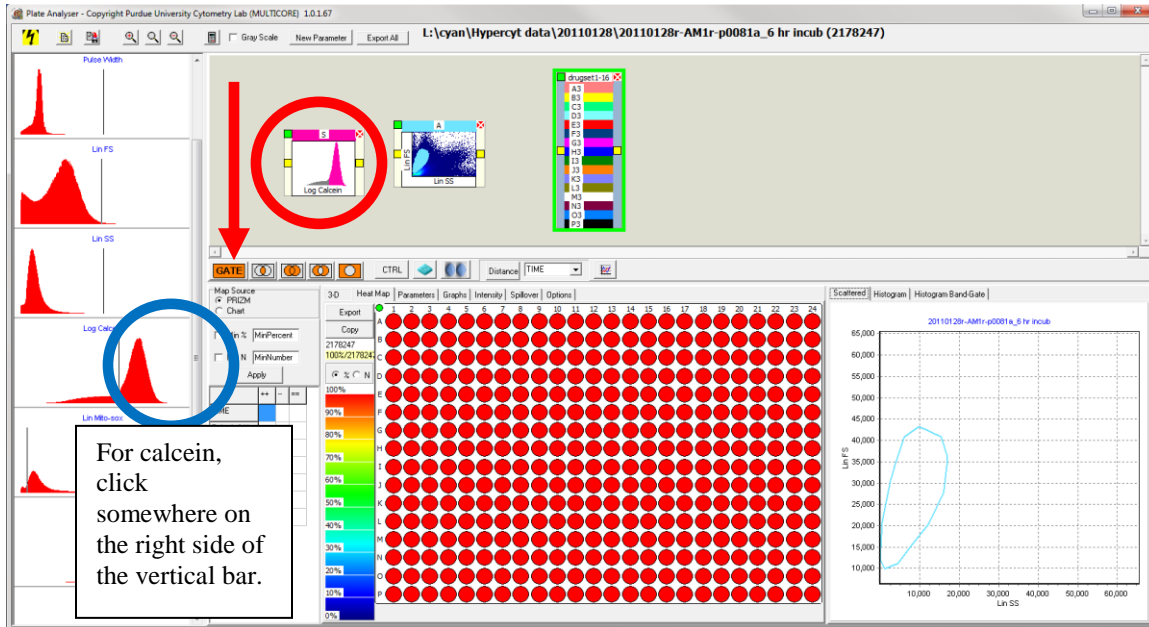 Plate Analyser - Copyright Purdue University Cytometry Lab (MULTICORE) 1.0.1.67
Gray Scale
New Parameter
Export All
L:\cyan\Hypercyt data\20110128\20110128r-AM1r-p0081a_6 hr incub (2178247)
Pulse Width
Lin FS
Lin SS
Log Calc
Lin Mito-sox
S
Log Calcein
A
Lin FS
Lin SS
drugset1-16
A3
B3
C3
D3
E3
F3
G3
H3
I3
J3
K3
L3
M3
N3
O3
P3
GATE
CTRL
Distance
TIME
Map Source
PRIZM
Chart
in %
MinPercent
N
MinNumber
Apply
++ - ==
ME
3-D Heat Map Parameters Graphs Intensity Spillover Options
Export
Copy
2178247
100%/2178247
% N
100%
90%
80%
70%
60%
50%
40%
30%
20%
10%
0%
1 2 3 4 5 6 7 8 9 10 11 12 13 14 15 16 17 18 19 20 21 22 23 24
A
B
C
D
E
F
G
H
I
J
K
L
M
N
O
P
Scattered Histogram Histogram Band-Gate
20110128r-AM1r-p0081a_6 hr incub
65,000
60,000
55,000
50,000
45,000
40,000
35,000
30,000
25,000
20,000
15,000
10,000
Lin FS
10,000 20,000 30,000 40,000 50,000 60,000
Lin SS
For calcein,
click
somewhere on
the right side of
the vertical bar.